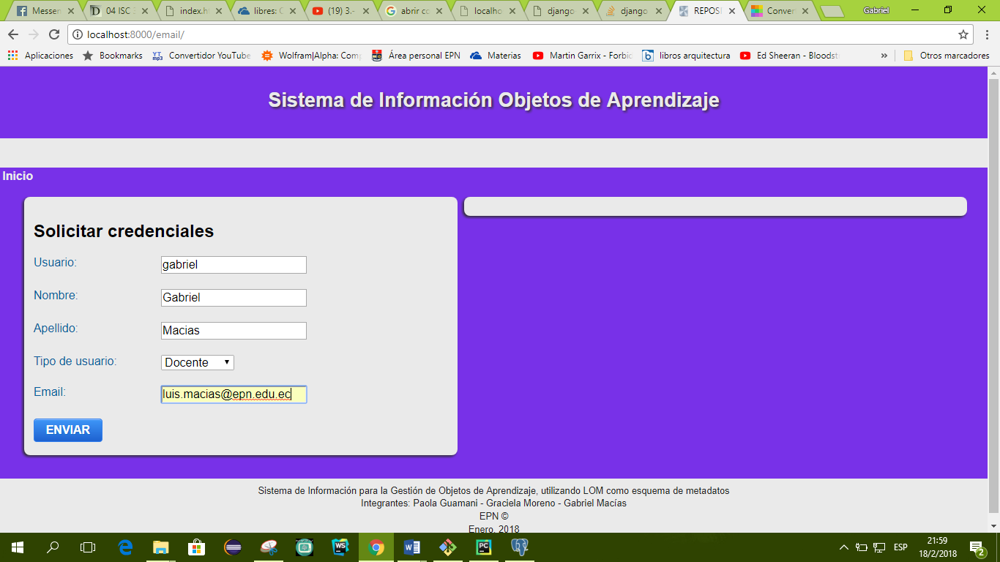 Messen
04 ISC
index.h
libres: C
(19) 3.-
abrir cc
localho
django-
django
REPOSI
Conver
Gabriel
localhost:8000/email/
Aplicaciones
Bookmarks
Convertidor YouTube
Wolfram|Alpha: Comp
Área personal EPN
Materias
Martin Garrix - Forbid
libros arquitectura
Ed Sheeran - Bloodst
»
Otros marcadores
Sistema de Información Objetos de Aprendizaje
Inicio
Solicitar credenciales
Usuario: gabriel
Nombre: Gabriel
Apellido: Macias
Tipo de usuario: Docente
Email: luis.macias@epn.edu.ec
ENVIAR
Sistema de Información para la Gestión de Objetos de Aprendizaje, utilizando LOM como esquema de metadatos
Integrantes: Paola Guamani - Graciela Moreno - Gabriel Macías
EPN ©
Enero, 2018
ESP
21:59
18/2/2018
2